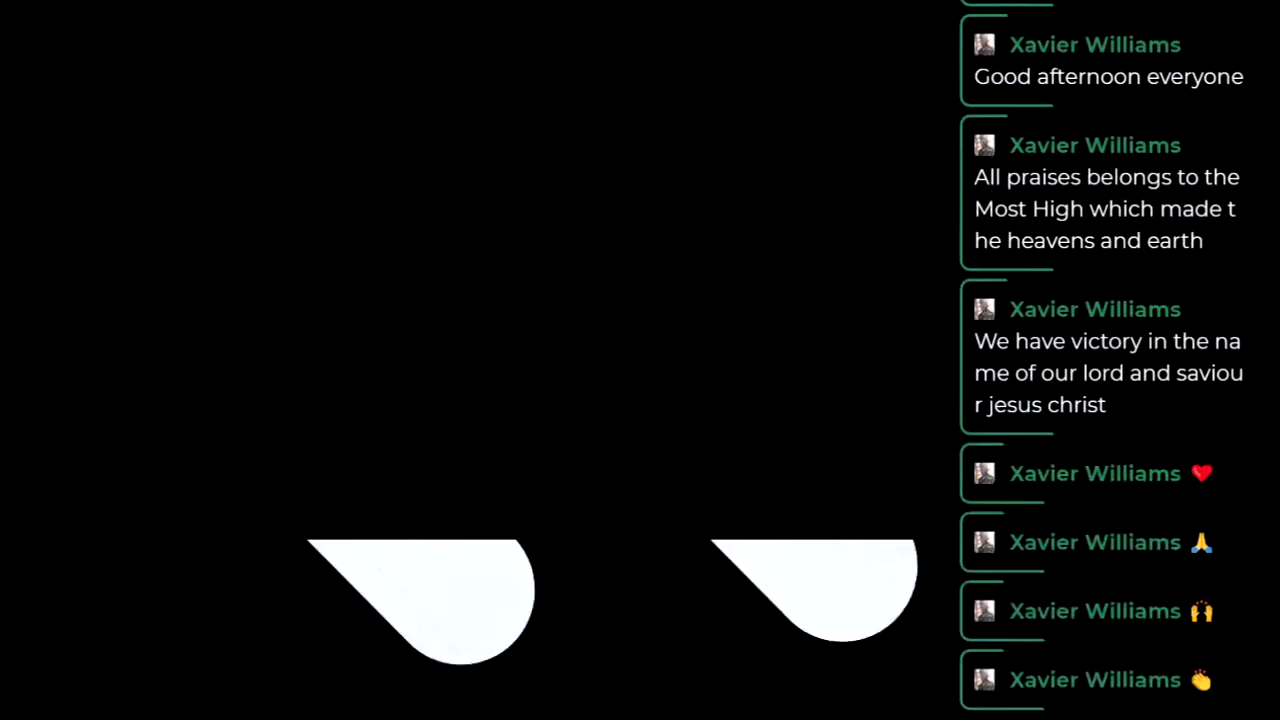 Xavier Williams
Good afternoon everyone
Xavier Williams
All praises belongs to the
Most High which made t
he heavens and earth
Xavier Williams
We have victory in the na
me of our lord and saviou
r jesus christ
Xavier Williams ❤️
Xavier Williams 🙏
Xavier Williams 🙌
Xavier Williams 👏